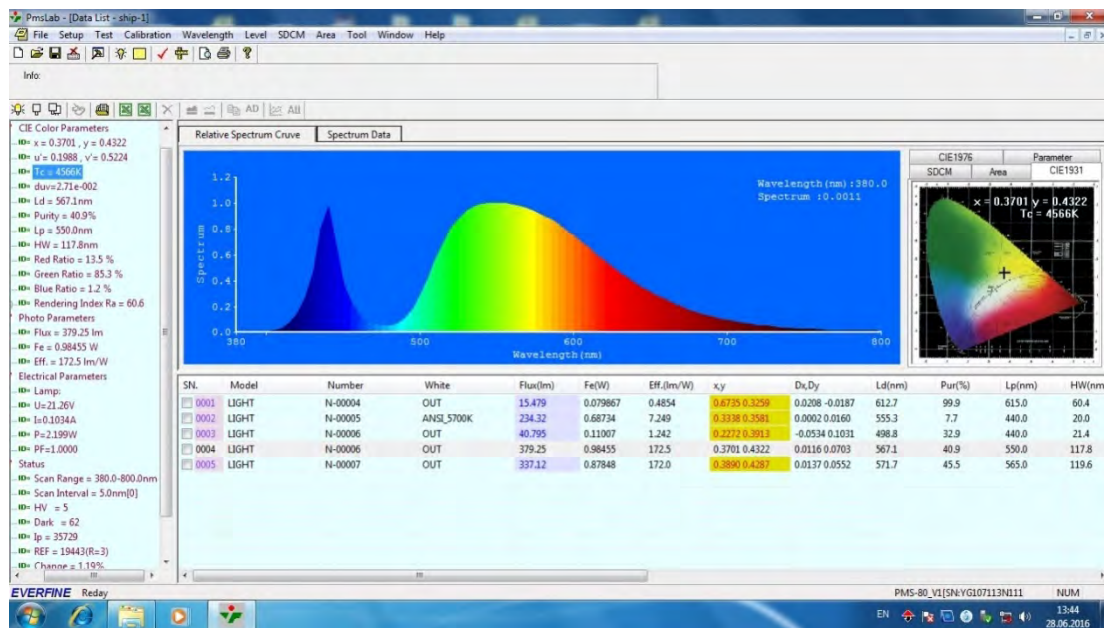 PmsLab - [Data List - ship-1]
File Setup Test Calibration Wavelength Level SDCM Area Tool Window Help
Info:
AD All
CIE Color Parameters
x = 0.3701 , y = 0.4322
u'= 0.1988 , v'= 0.5224
Tc = 4566K
duv=2.71e-002
Ld = 567.1nm
Purity = 40.9%
Lp = 550.0nm
HW = 117.8nm
Red Ratio = 13.5 %
Green Ratio = 85.3 %
Blue Ratio = 1.2 %
Rendering Index Ra = 60.6
Photo Parameters
Flux = 379.25 lm
Fe = 0.98455 W
Eff. = 172.5 lm/W
Electrical Parameters
Lamp:
U=21.26V
I=0.1034A
P=2.199W
PF=1.0000
Status
Scan Range = 380.0-800.0nm
Scan Interval = 5.0nm[0]
HV = 5
Dark = 62
Ip = 35729
REF = 19443(R=3)
Change = 1.19%
Relative Spectrum Cruve Spectrum Data
Wavelength(nm):380.0
Spectrum :0.0011
Spectrum
1.2
1.0
0.8
0.6
0.4
0.2
0.0
380 500 600 700 800
Wavelength(nm)
CIE1976 Parameter
SDCM Area CIE1931
x = 0.3701 y = 0.4322
Tc = 4566K
SN. Model Number White Flux(lm) Fe(W) Eff.(lm/W) x,y Dx,Dy Ld(nm) Pur(%) Lp(nm) HW(nm
0001 LIGHT N-00004 OUT 15.479 0.079867 0.4854 0.6735 0.3259 0.0208 -0.0187 612.7 99.9 615.0 60.4
0002 LIGHT N-00005 ANSI_5700K 234.32 0.68734 7.249 0.3338 0.3581 0.0002 0.0160 555.3 7.7 440.0 20.0
0003 LIGHT N-00006 OUT 40.795 0.11007 1.242 0.2272 0.3913 -0.0534 0.1031 498.8 32.9 440.0 21.4
0004 LIGHT N-00006 OUT 379.25 0.98455 172.5 0.3701 0.4322 0.0116 0.0703 567.1 40.9 550.0 117.8
0005 LIGHT N-00007 OUT 337.12 0.87848 172.0 0.3890 0.4287 0.0137 0.0552 571.7 45.5 565.0 119.6
EVERFINE Reday PMS-80_V1[SN:YG107113N111 NUM
EN 13:44
28.06.2016